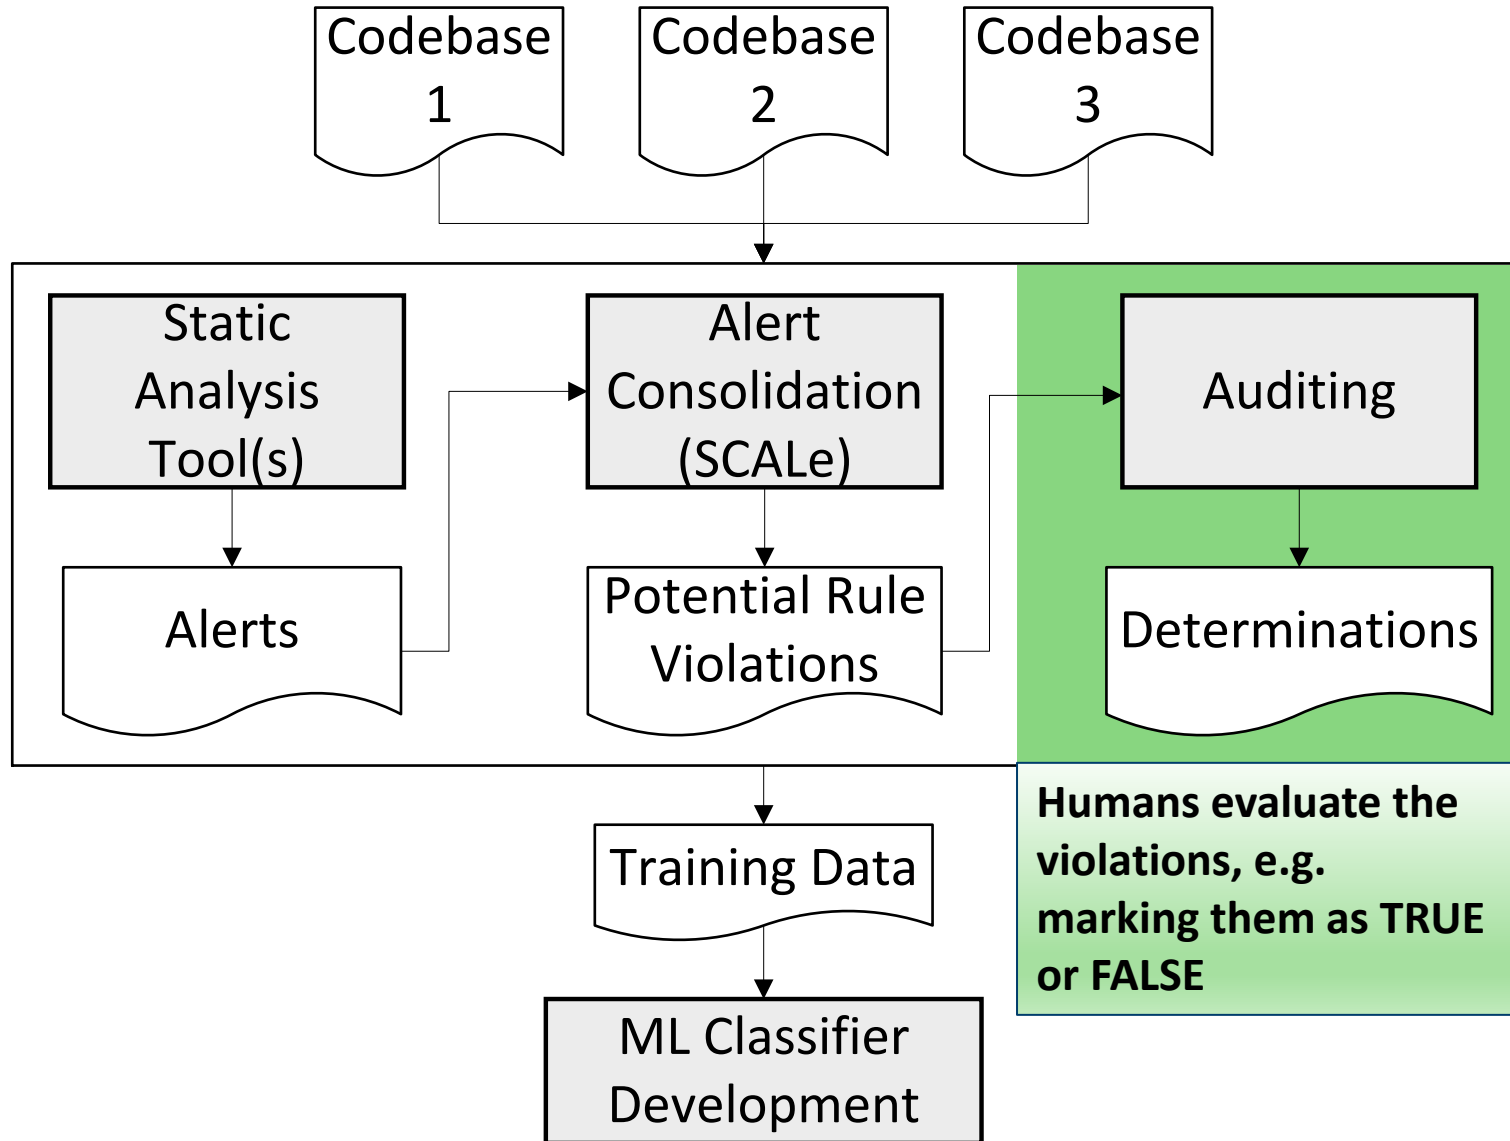 Codebase
1
Codebase
2
Codebase
3
Static
Analysis
Tool(s)
Alert
Consolidation
(SCALe)
Auditing
Alerts
Potential Rule
Violations
Determinations
Training Data
Humans evaluate the
violations, e.g.
marking them as TRUE
or FALSE
ML Classifier
Development